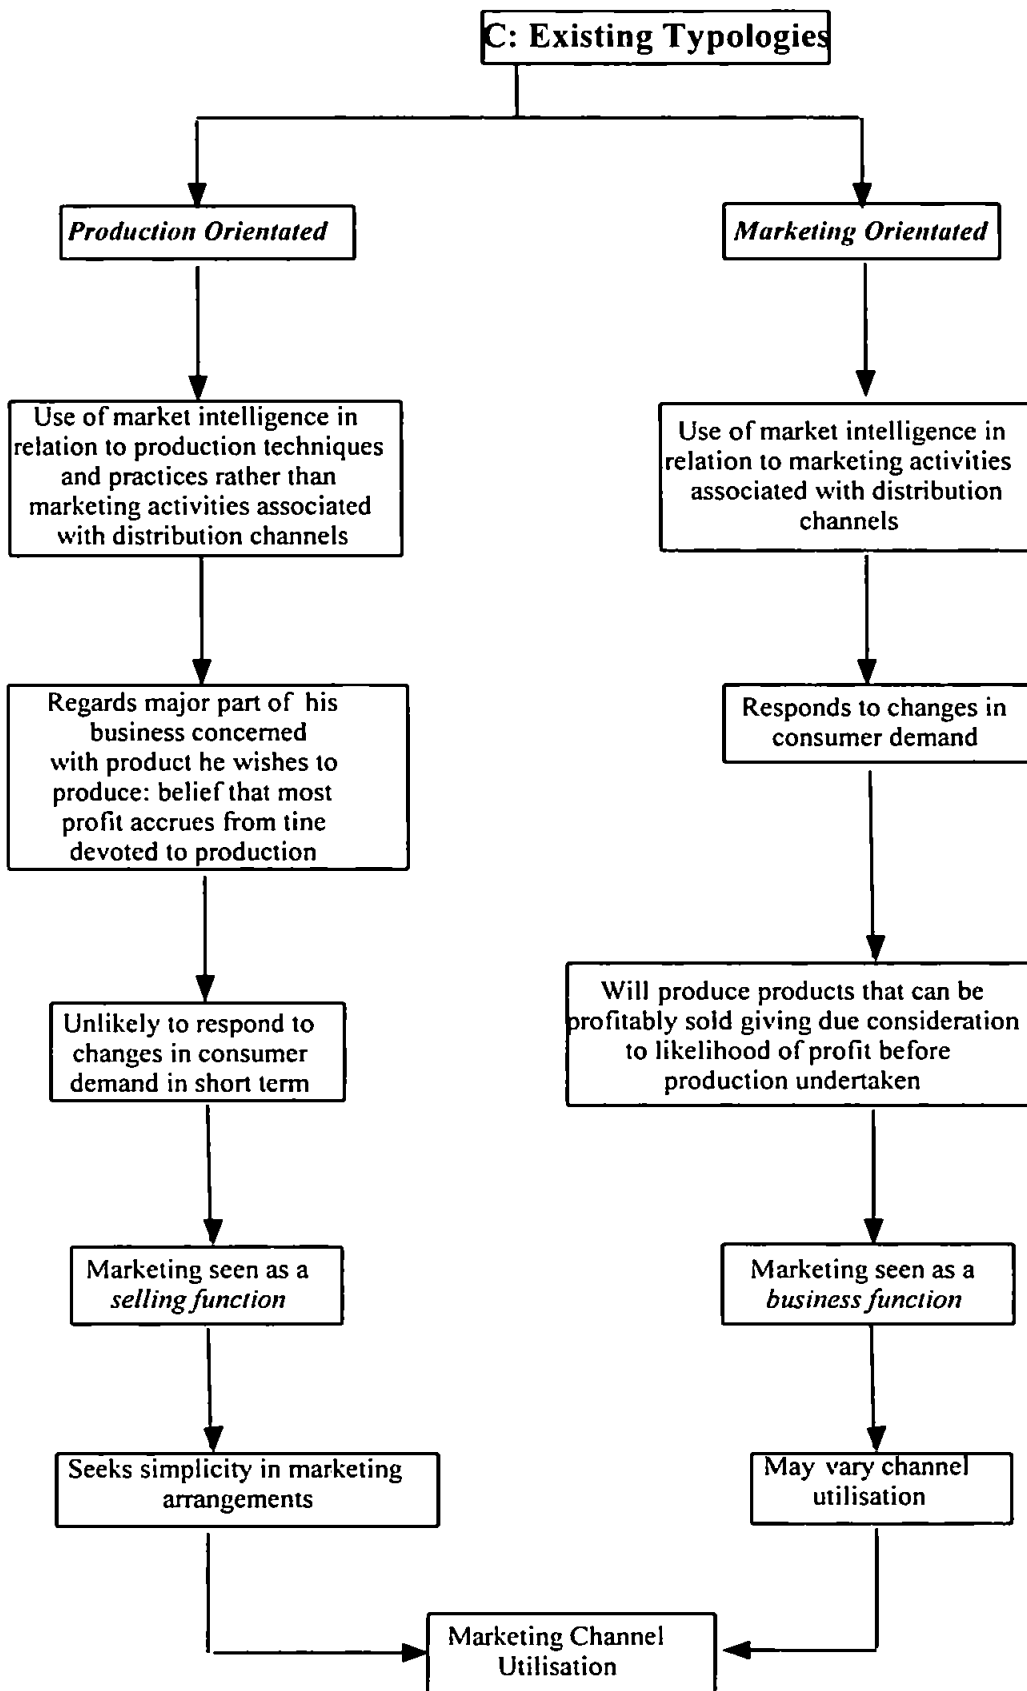 C: Existing Typologies
Production Orientated
Marketing Orientated
Use of market intelligence in
relation to production techniques
and practices rather than
marketing activities associated
with distribution channels
Use of market intelligence in
relation to marketing activities
associated with distribution
channels
Regards major part of his
business concerned
with product he wishes to
produce: belief that most
profit accrues from tine
devoted to production
Responds to changes in
consumer demand
Unlikely to respond to
changes in consumer
demand in short term
Will produce products that can be
profitably sold giving due consideration
to likelihood of profit before
production undertaken
Marketing seen as a
selling function
Marketing seen as a
business function
Seeks simplicity in marketing
arrangements
May vary channel
utilisation
Marketing Channel
Utilisation